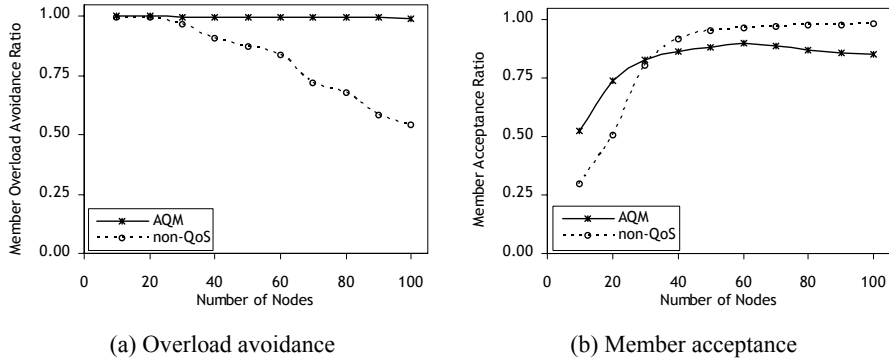 Member Overload Avoidance Ratio
1.00
0.75
0.50
0.25
0.00
AQM
non-QoS
0
20
40
60
80
100
Number of Nodes
(a) Overload avoidance
Member Acceptance Ratio
1.00
0.75
0.50
0.25
0.00
AQM
non-QoS
0
20
40
60
80
100
Number of Nodes
(b) Member acceptance